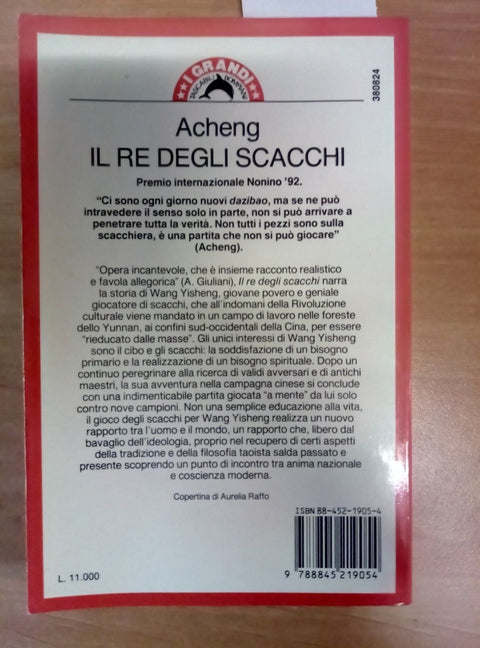 I GRANDI
TASCABILI BOMPIANI
380824
Acheng
IL RE DEGLI SCACCHI
Premio internazionale Nonino '92.
“Ci sono ogni giorno nuovi dazibao, ma se ne può
intravedere il senso solo in parte, non si può arrivare a
penetrare tutta la verità. Non tutti i pezzi sono sulla
scacchiera, è una partita che non si può giocare”
(Acheng).
“Opera incantevole, che è insieme racconto realistico
e favola allegorica” (A. Giuliani), Il re degli scacchi narra
la storia di Wang Yisheng, giovane povero e geniale
giocatore di scacchi, che all'indomani della Rivoluzione
culturale viene mandato in un campo di lavoro nelle foreste
dello Yunnan, ai confini sud-occidentali della Cina, per essere
“rieducato dalle masse”. Gli unici interessi di Wang Yisheng
sono il cibo e gli scacchi: la soddisfazione di un bisogno
primario e la realizzazione di un bisogno spirituale. Dopo un
continuo peregrinare alla ricerca di validi avversari e di antichi
maestri, la sua avventura nella campagna cinese si conclude
con una indimenticabile partita giocata “a mente” da lui solo
contro nove campioni. Non una semplice educazione alla vita,
il gioco degli scacchi per Wang Yisheng realizza un nuovo
rapporto tra l'uomo e il mondo, un rapporto che, libero dal
bavaglio dell'ideologia, proprio nel recupero di certi aspetti
della tradizione e della filosofia taoista salda passato e
presente scoprendo un punto di incontro tra anima nazionale
e coscienza moderna.
Copertina di Aurelia Raffo
ISBN 88-452-1905-4
9 788845 219054
L. 11.000